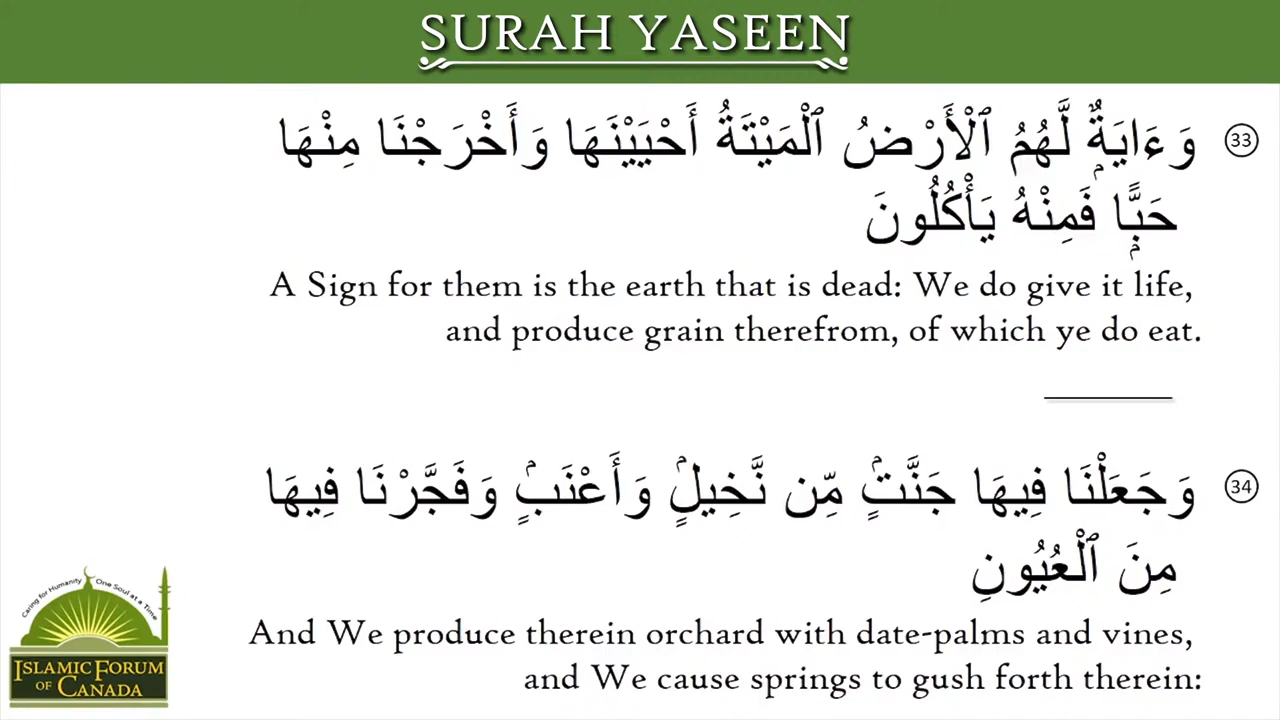 SURAH YASEEN
33
وَءَايَةٌ لَّهُمُ ٱلْأَرْضُ ٱلْمَيْتَةُ أَحْيَيْنَهَا وَأَخْرَجْنَا مِنْهَا
حَبًّا فَمِنْهُ يَأْكُلُونَ
A Sign for them is the earth that is dead: We do give it life,
and produce grain therefrom, of which ye do eat.
34
وَجَعَلْنَا فِيهَا جَنَّتٍ مِّن نَّخِيلٍ وَأَعْنَبٍ وَفَجَّرْنَا فِيهَا
مِنَ ٱلْعُيُونِ
And We produce therein orchard with date-palms and vines,
and We cause springs to gush forth therein:
Caring for Humanity One Soul at a Time
ISLAMIC FORUM
OF CANADA